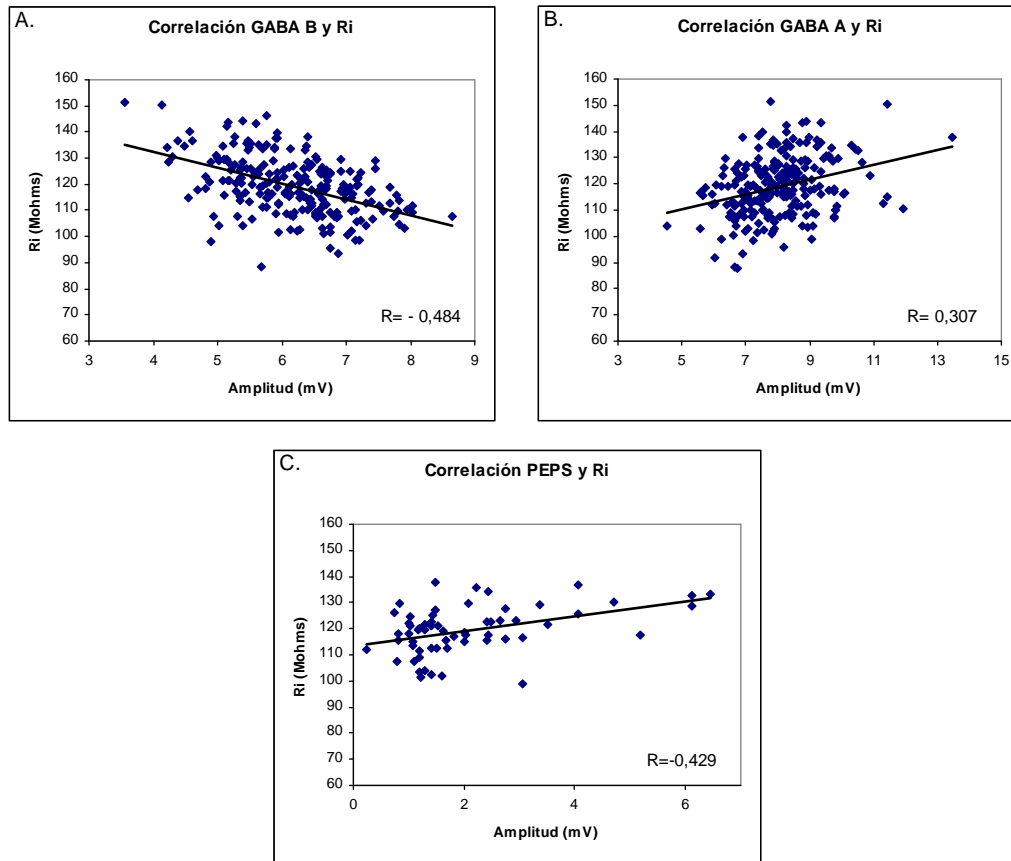 A.
Correlación GABA B y Ri
Ri (Mohms)
160
150
140
130
120
110
100
90
80
70
60
3 4 5 6 7 8 9
Amplitud (mV)
R= - 0,484
B.
Correlación GABA A y Ri
Ri (Mohms)
160
150
140
130
120
110
100
90
80
70
60
3 5 7 9 11 13 15
Amplitud (mV)
R= 0,307
C.
Correlación PEPS y Ri
Ri (Mohms)
160
150
140
130
120
110
100
90
80
70
60
0 2 4 6
Amplitud (mV)
R=-0,429